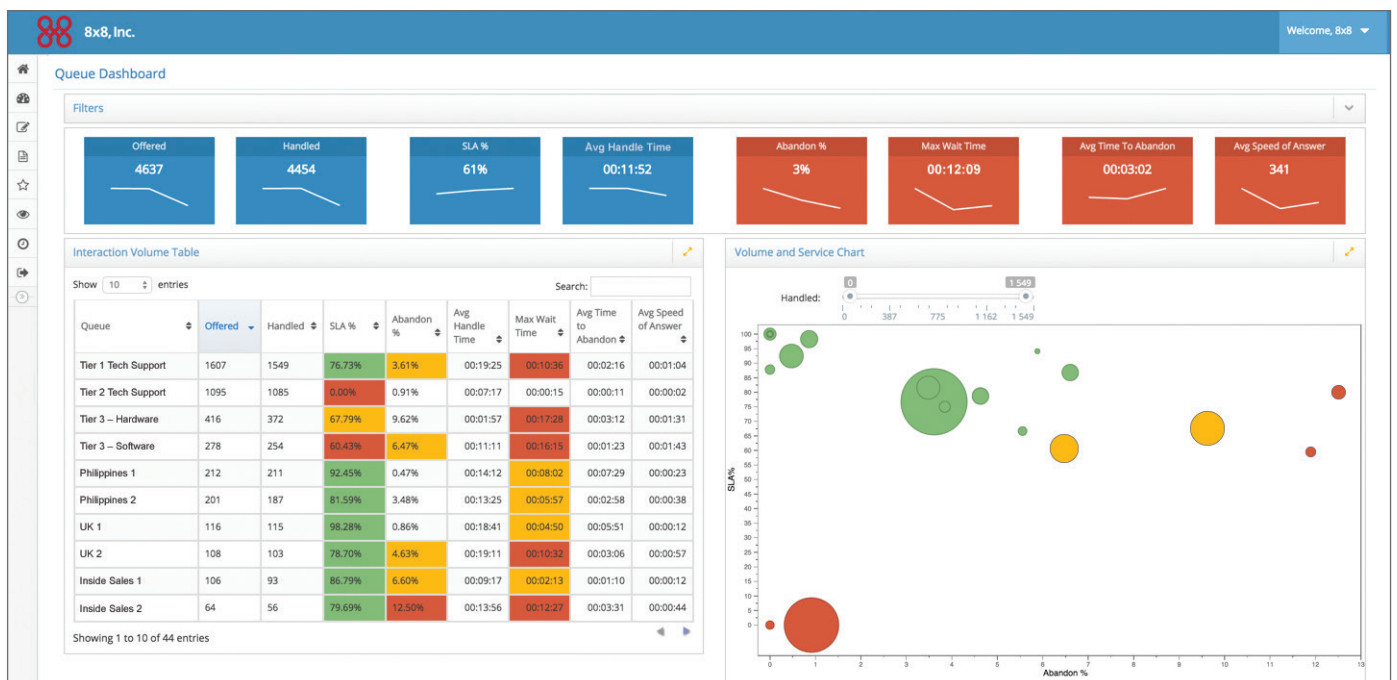 8x8, Inc.
Welcome, 8x8
Queue Dashboard
Filters
Offered
4637
Handled
4454
SLA %
61%
Avg Handle Time
00:11:52
Abandon %
3%
Max Wait Time
00:12:09
Avg Time To Abandon
00:03:02
Avg Speed of Answer
341
Interaction Volume Table
Show 10 entries
Search:
Queue Offered Handled SLA % Abandon % Avg Handle Time Max Wait Time Avg Time to Abandon Avg Speed of Answer
Tier 1 Tech Support 1607 1549 76.73% 3.61% 00:19:25 00:10:36 00:02:16 00:01:04
Tier 2 Tech Support 1095 1085 0.00% 0.91% 00:07:17 00:00:15 00:00:11 00:00:02
Tier 3 – Hardware 416 372 67.79% 9.62% 00:01:57 00:17:28 00:03:12 00:01:31
Tier 3 – Software 278 254 60.43% 6.47% 00:11:11 00:16:15 00:01:23 00:01:43
Philippines 1 212 211 92.45% 0.47% 00:14:12 00:08:02 00:07:29 00:00:23
Philippines 2 201 187 81.59% 3.48% 00:13:25 00:05:57 00:02:58 00:00:38
UK 1 116 115 98.28% 0.86% 00:18:41 00:04:50 00:05:51 00:00:12
UK 2 108 103 78.70% 4.63% 00:19:11 00:10:32 00:03:06 00:00:57
Inside Sales 1 106 93 86.79% 6.60% 00:09:17 00:02:13 00:01:10 00:00:12
Inside Sales 2 64 56 79.69% 12.50% 00:13:56 00:12:27 00:03:31 00:00:44
Showing 1 to 10 of 44 entries
Volume and Service Chart
0 1 549
Handled:
0 387 775 1 162 1 549
100
95
90
85
80
75
70
65
60
55
50
45
40
35
30
25
20
15
10
5
0
SLA%
0 1 2 3 4 5 6 7 8 9 10 11 12 13
Abandon %